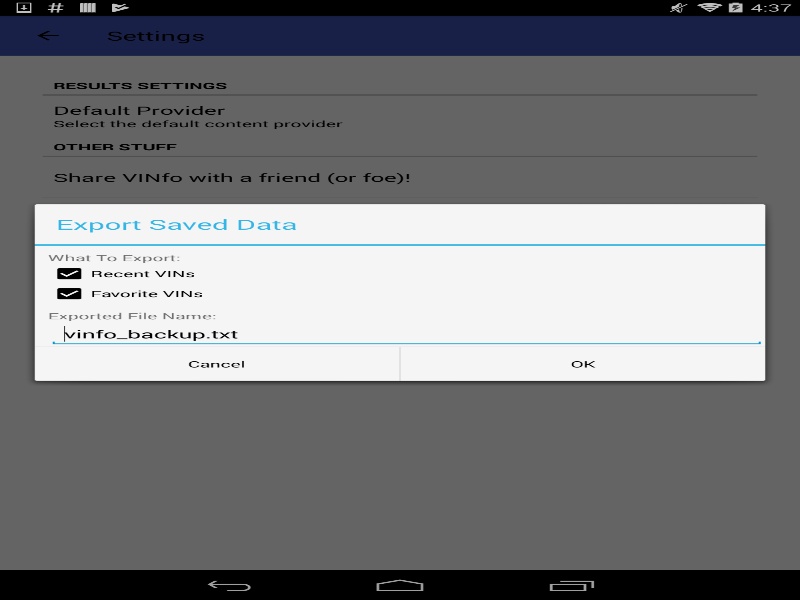 4:37
Settings
RESULTS SETTINGS
Default Provider
Select the default content provider
OTHER STUFF
Share VINfo with a friend (or foe)!
Export Saved Data
What To Export:
Recent VINs
Favorite VINs
Exported File Name:
vinfo_backup.txt
Cancel
OK